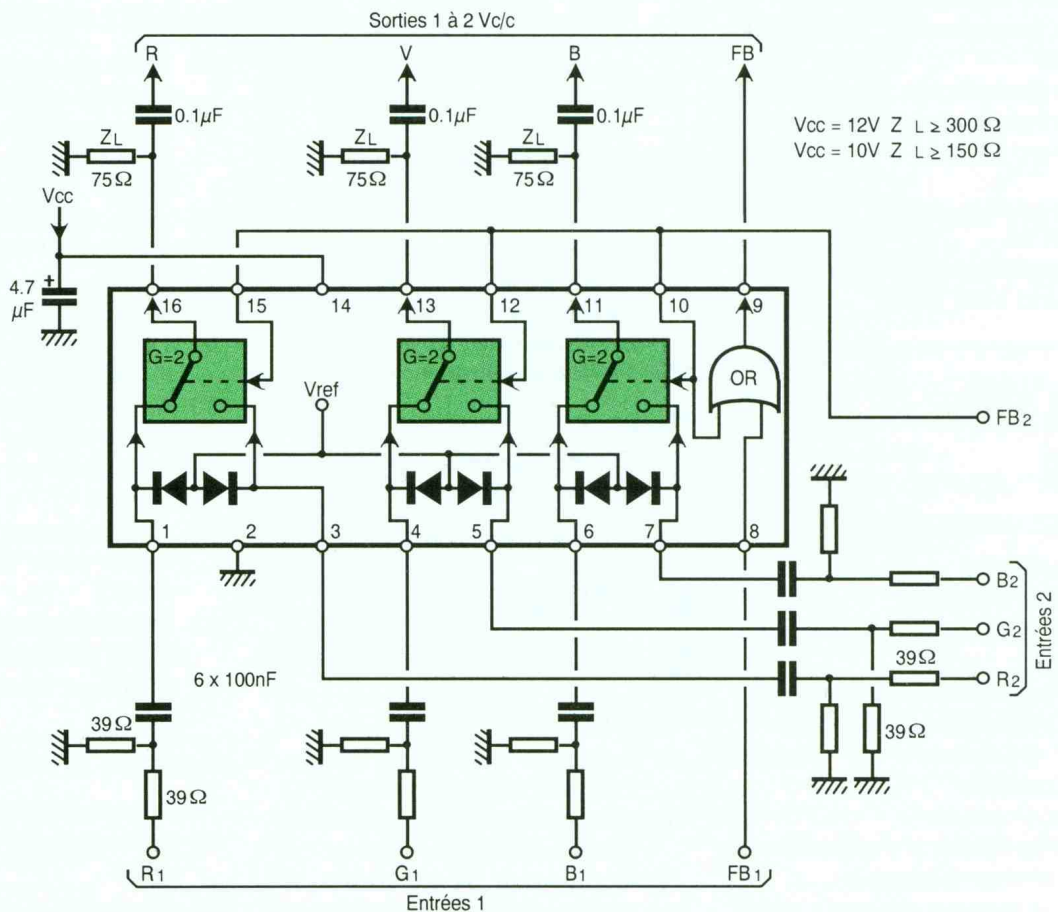 Sorties 1 à 2 Vc/c
R V B FB
0.1µF 0.1µF 0.1µF
Vcc = 12V Z L ≥ 300 Ω
Vcc = 10V Z L ≥ 150 Ω
ZL ZL ZL
75Ω 75Ω 75Ω
Vcc
4.7 +
µF
16 15 14 13 12 11 10 9
G=2 G=2 G=2
OR
Vref
FB2
1 2 3 4 5 6 7 8
B2
G2
39Ω
R2
Entrées 2
6 x 100nF
39Ω
39Ω
39Ω
R1 G1 B1 FB1
Entrées 1